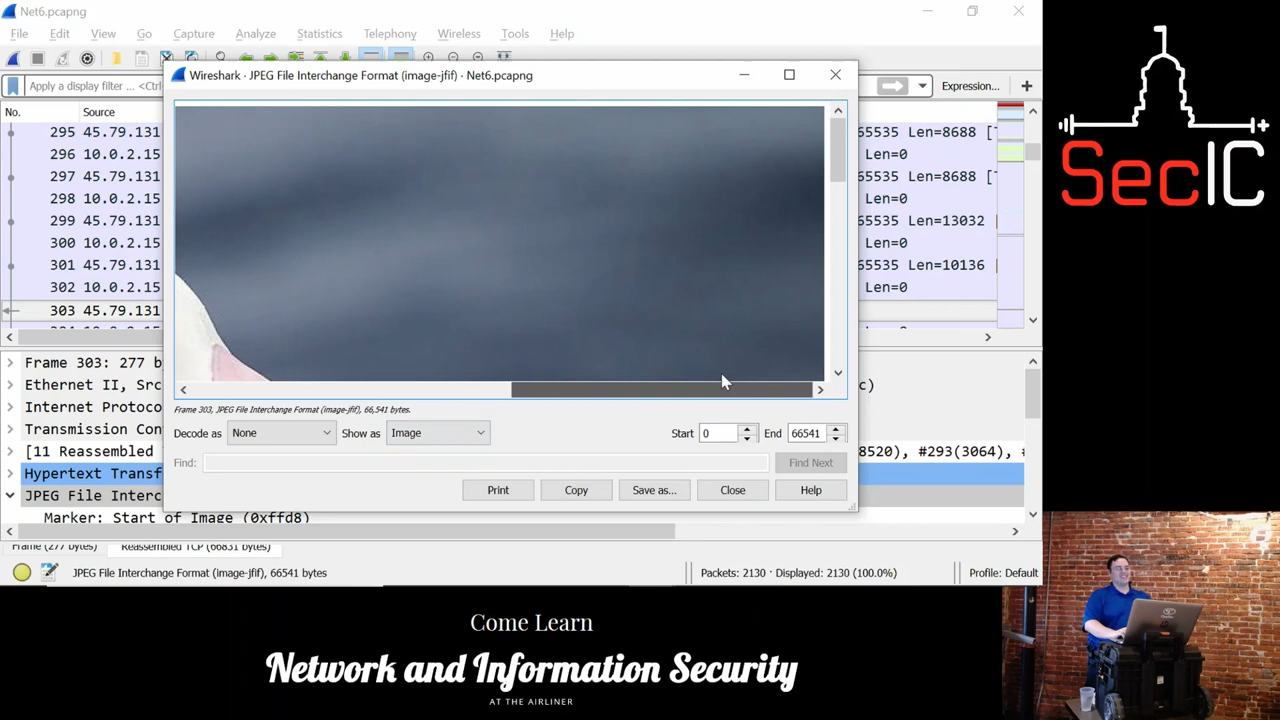 Net6.pcapng
File Edit View Go Capture Analyze Statistics Telephony Wireless Tools Help
Apply a display filter ... <Ctrl- Expression... +
Wireshark · JPEG File Interchange Format (image-jfif) · Net6.pcapng
No. Source
295 45.79.131 65535 Len=8688 [T
296 10.0.2.15 Len=0
297 45.79.131 65535 Len=8688 [T
298 10.0.2.15 Len=0
299 45.79.131 65535 Len=13032
300 10.0.2.15 Len=0
301 45.79.131 65535 Len=10136
302 10.0.2.15 Len=0
303 45.79.131
Frame 303: 277 b
Ethernet II, Src c)
Internet Protoco
Transmission Con
[11 Reassembled 8520), #293(3064), #
Hypertext Transf
JPEG File Interc
Marker: Start of Image (0xffd8)
Frame 303, JPEG File Interchange Format (image-jfif), 66,541 bytes.
Decode as None Show as Image Start 0 End 66541
Find: Find Next
Print Copy Save as... Close Help
Frame (277 bytes) Reassembled TCP (66831 bytes)
JPEG File Interchange Format (image-jfif), 66541 bytes Packets: 2130 · Displayed: 2130 (100.0%) Profile: Default
SecIC
Come Learn
Network and Information Security
AT THE AIRLINER